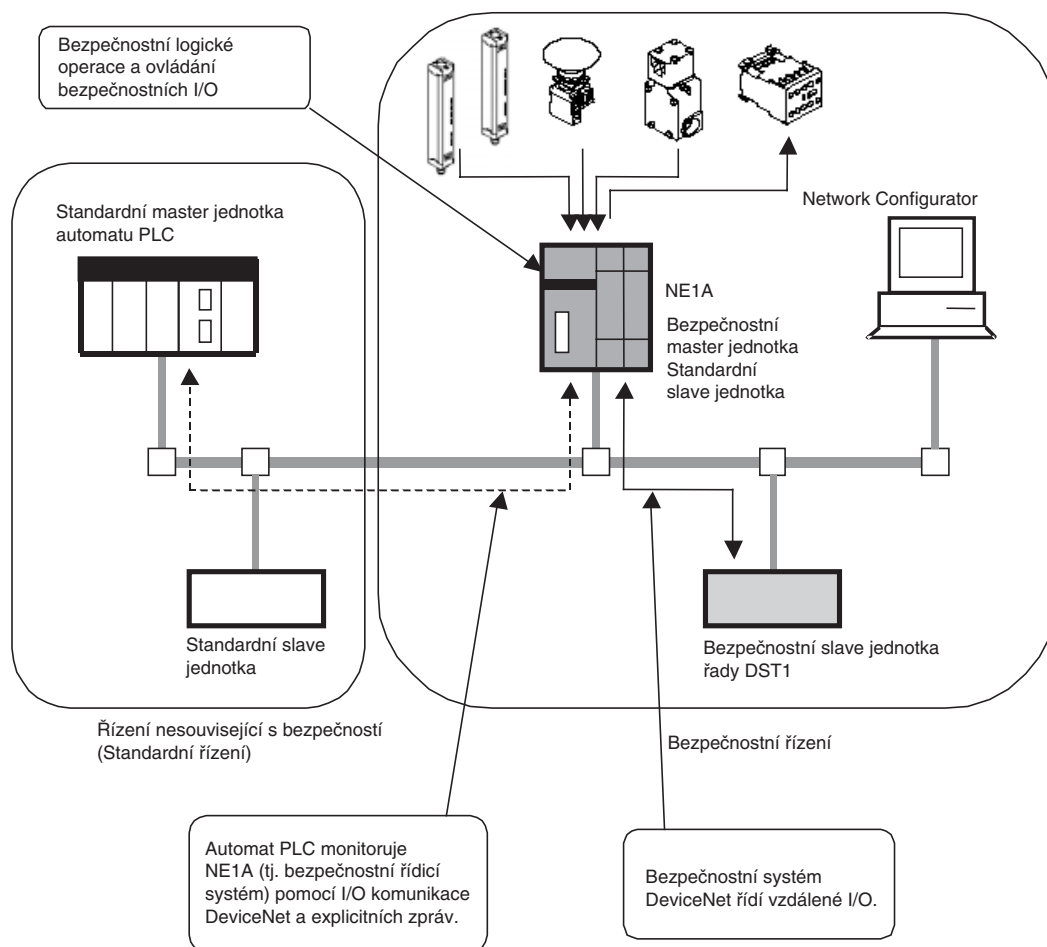 Bezpečnostní logické
operace a ovládání
bezpečnostních I/O
Standardní master jednotka
automatu PLC
Network Configurator
NE1A
Bezpečnostní
master jednotka
Standardní
slave jednotka
Standardní slave
jednotka
Bezpečnostní slave jednotka
řady DST1
Řízení nesouvisející s bezpečností
(Standardní řízení)
Bezpečnostní řízení
Automat PLC monitoruje
NE1A (tj. bezpečnostní řídicí
systém) pomocí I/O komunikace
DeviceNet a explicitních zpráv.
Bezpečnostní systém
DeviceNet řídí vzdálené I/O.